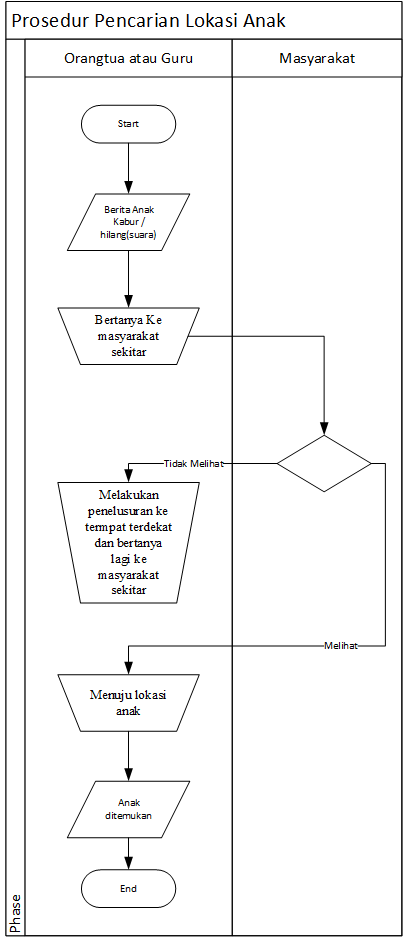 Prosedur Pencarian Lokasi Anak
Orangtua atau Guru
Masyarakat
Start
Berita Anak
Kabur /
hilang(suara)
Bertanya Ke
masyarakat
sekitar
Tidak Melihat
Melakukan
penelusuran ke
termpat terdekat
dan bertanya
lagi ke
masyarakat
sekitar
Melihat
Menuju lokasi
anak
Anak
ditemukan
End
Phase